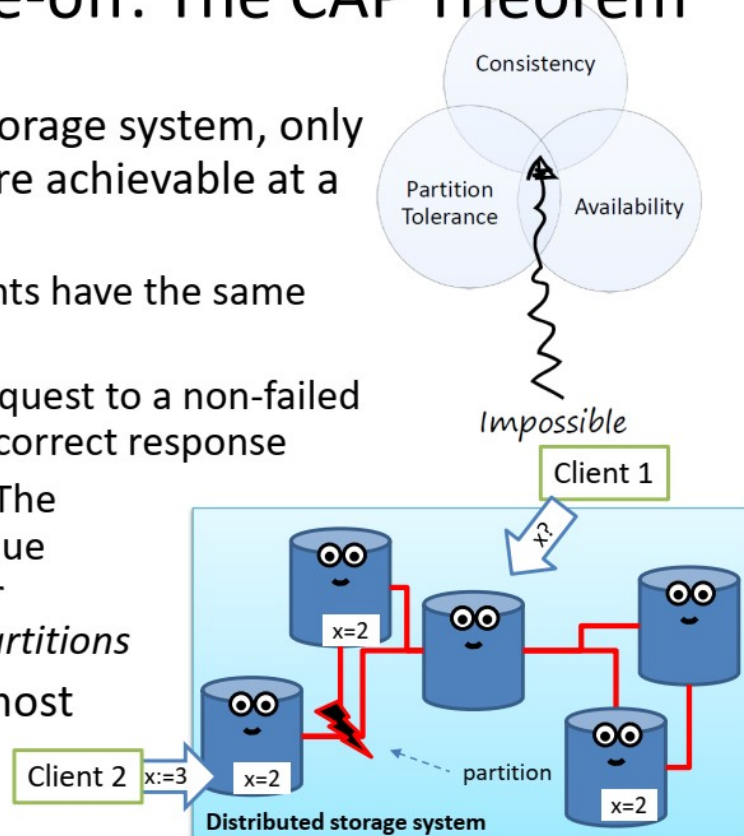 e-off: The CAP Theorem
Consistency
orage system, only
re achievable at a
Partition
Tolerance
Availability
nts have the same
quest to a non-failed
correct response
Impossible
Client 1
The
x?
ue
r
x=2
artitions
nost
Client 2
x:=3
x=2
partition
x=2
Distributed storage system